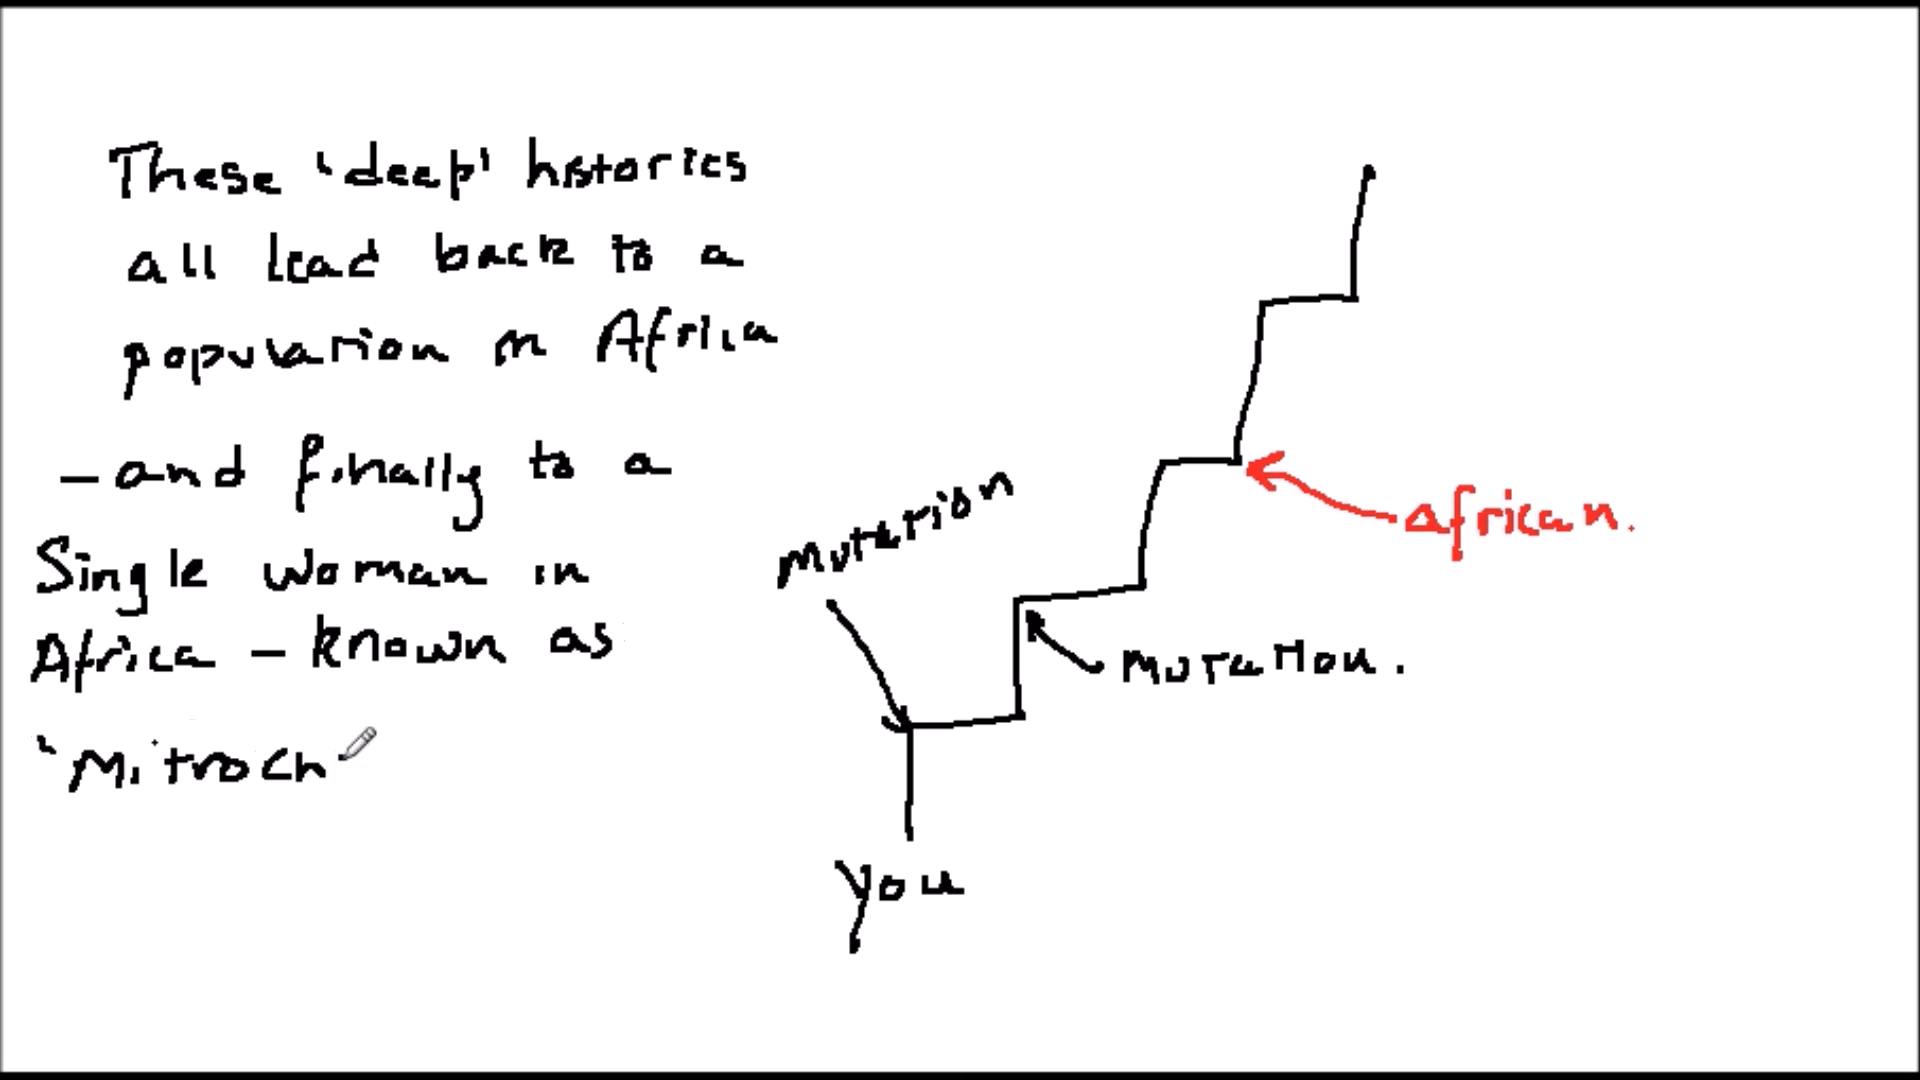 These 'deep' histories
all lead back to a
population in Africa
- and finally to a
Single woman in
Africa - known as
"Mitroch
Mutation
african.
Mutation.
you